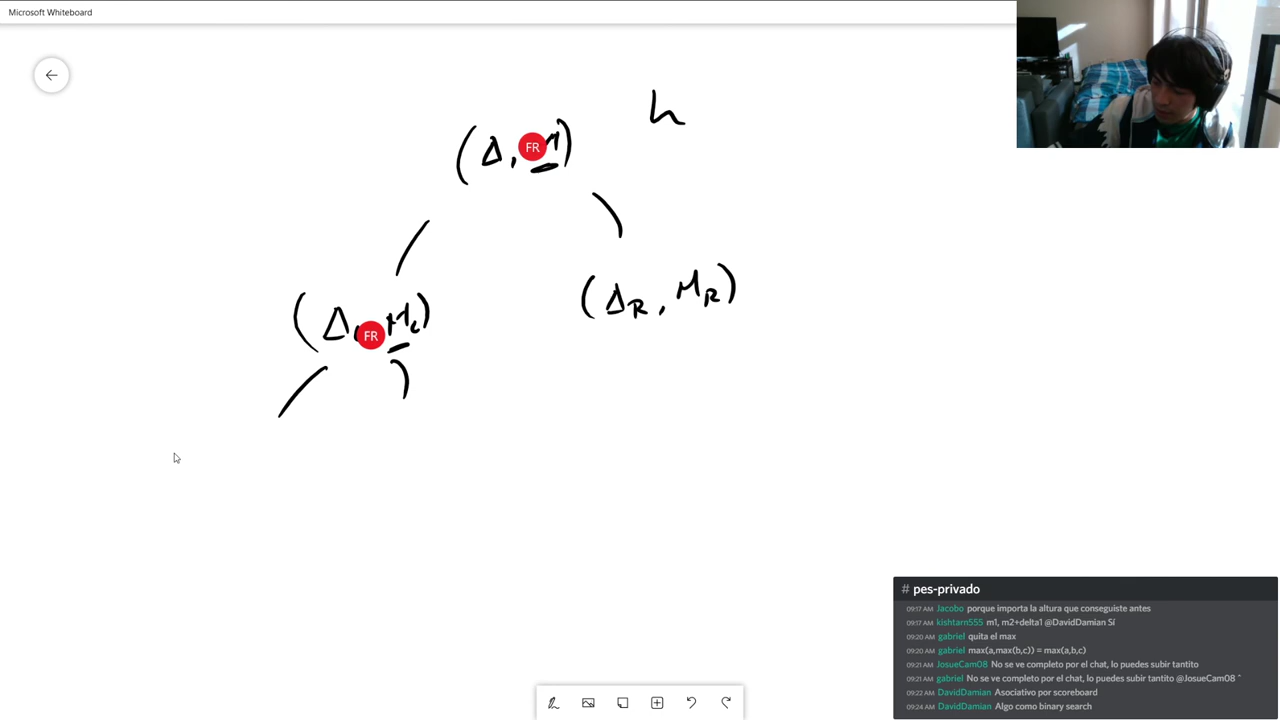 Microsoft Whiteboard
h
(Δ, M)
FR
(Δ, M_L)
FR
(Δ_R, M_R)
# pes-privado
09:17 AM Jacobo porque importa la altura que conseguiste antes
09:17 AM kishtarn555 m1, m2+delta1 @DavidDamian Sí
09:20 AM gabriel quita el max
09:20 AM gabriel max(a,max(b,c)) = max(a,b,c)
09:21 AM JosueCam08 No se ve completo por el chat, lo puedes subir tantito
09:21 AM gabriel No se ve completo por el chat, lo puedes subir tantito @JosueCam08 ^
09:22 AM DavidDamian Asociativo por scoreboard
09:24 AM DavidDamian Algo como binary search